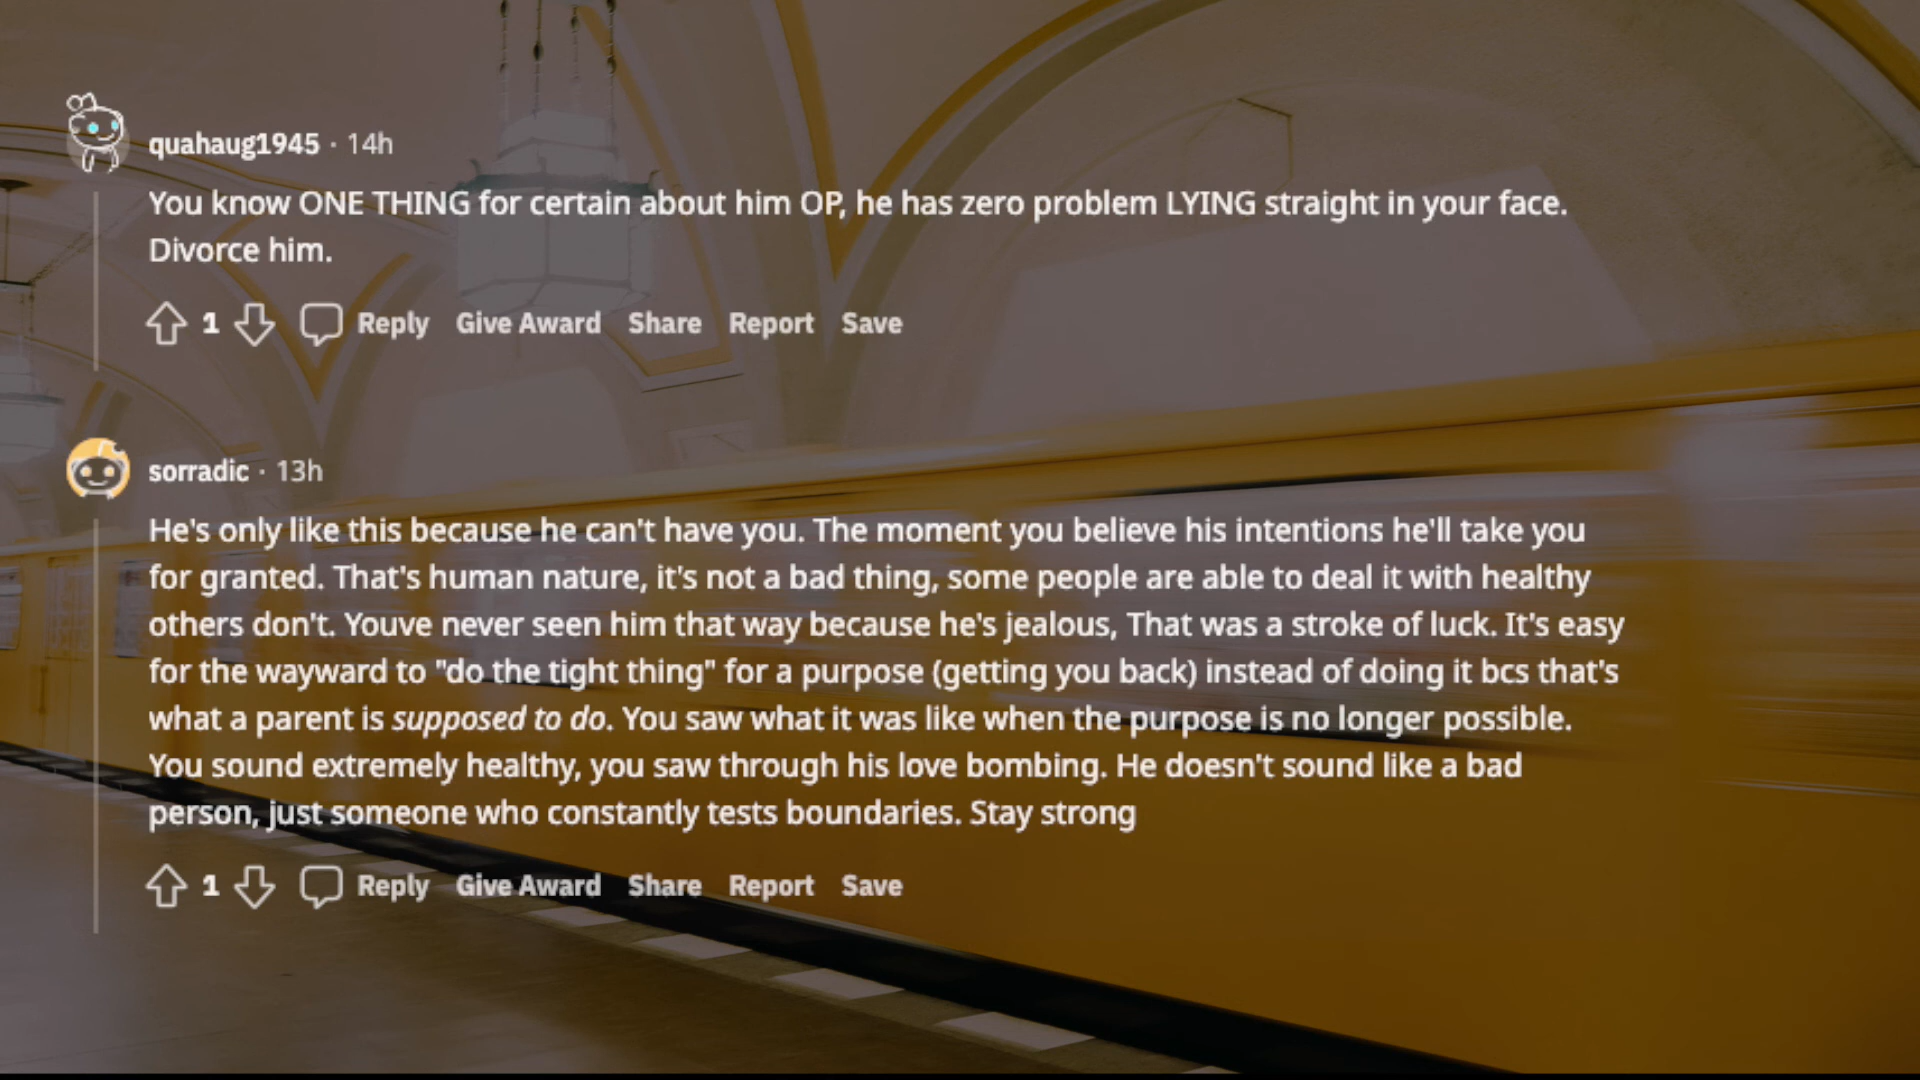 quahaug1945 · 14h
You know ONE THING for certain about him OP, he has zero problem LYING straight in your face.
Divorce him.
1 Reply Give Award Share Report Save
sorradic · 13h
He's only like this because he can't have you. The moment you believe his intentions he'll take you
for granted. That's human nature, it's not a bad thing, some people are able to deal it with healthy
others don't. Youve never seen him that way because he's jealous, That was a stroke of luck. It's easy
for the wayward to "do the tight thing" for a purpose (getting you back) instead of doing it bcs that's
what a parent is supposed to do. You saw what it was like when the purpose is no longer possible.
You sound extremely healthy, you saw through his love bombing. He doesn't sound like a bad
person, just someone who constantly tests boundaries. Stay strong
1 Reply Give Award Share Report Save